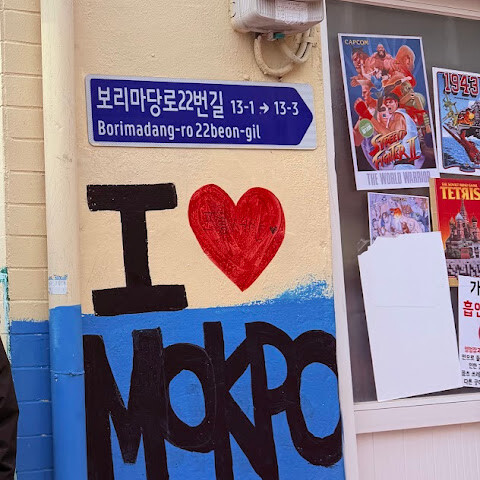 보리마당로22번길 13-1 → 13-3
Borimadang-ro 22beon-gil
I ♥
MOKPO
CAPCOM
STREET FIGHTER II
THE WORLD WARRIOR
1943
TETRIS